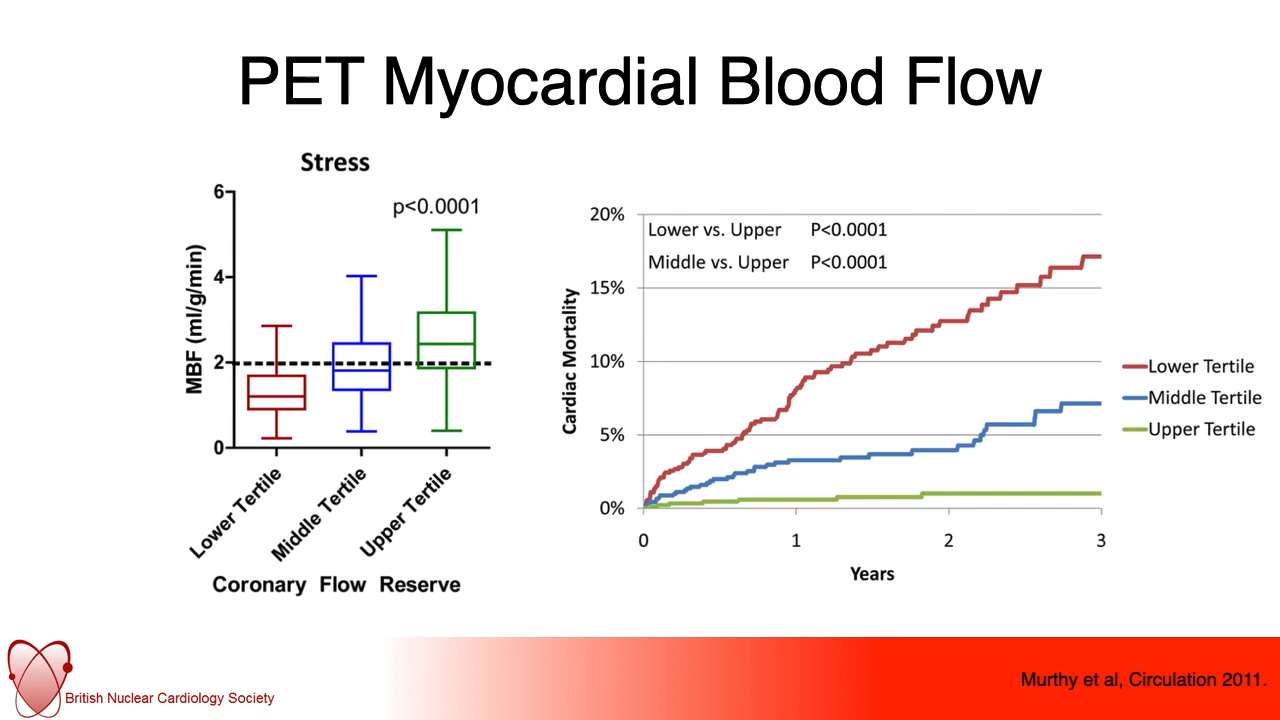 PET Myocardial Blood Flow
Stress
p<0.0001
MBF (ml/g/min)
6
4
2
0
Lower Tertile
Middle Tertile
Upper Tertile
Coronary Flow Reserve
Cardiac Mortality
20%
15%
10%
5%
0%
Lower vs. Upper P<0.0001
Middle vs. Upper P<0.0001
0 1 2 3
Years
Lower Tertile
Middle Tertile
Upper Tertile
British Nuclear Cardiology Society
Murthy et al, Circulation 2011.